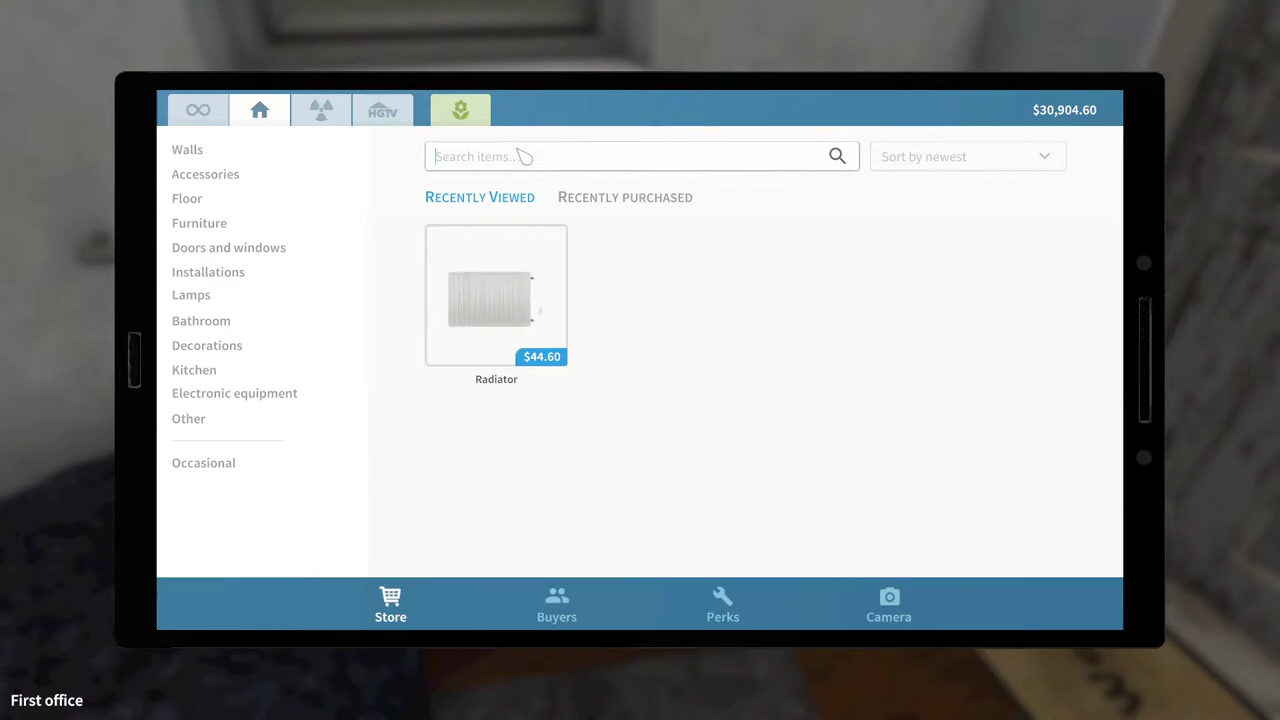 HGTV
$30,904.60
Walls
Accessories
Floor
Furniture
Doors and windows
Installations
Lamps
Bathroom
Decorations
Kitchen
Electronic equipment
Other
Occasional
Search items...
Sort by newest
RECENTLY VIEWED
RECENTLY PURCHASED
$44.60
Radiator
Store
Buyers
Perks
Camera
First office